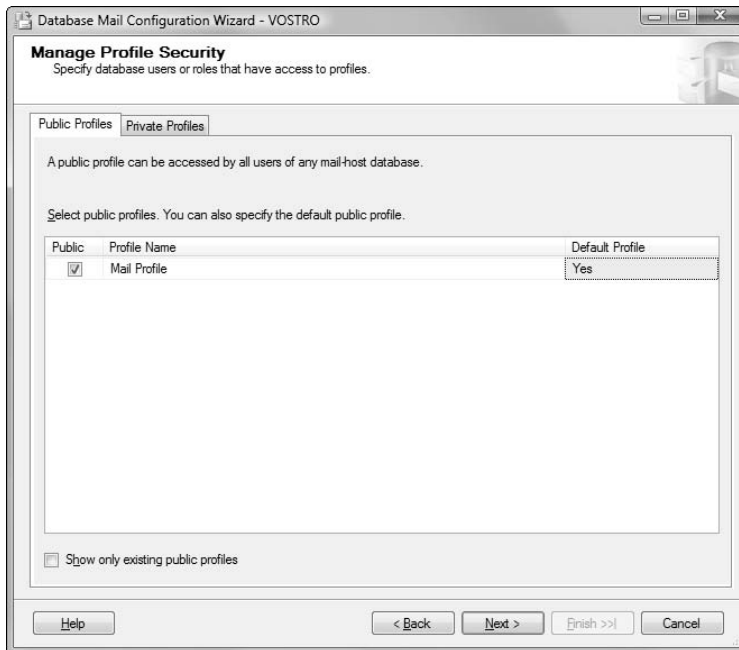 Database Mail Configuration Wizard - VOSTRO
Manage Profile Security
Specify database users or roles that have access to profiles.
Public Profiles Private Profiles
A public profile can be accessed by all users of any mail-host database.
Select public profiles. You can also specify the default public profile.
Public Profile Name Default Profile
Mail Profile Yes
Show only existing public profiles
Help < Back Next > Finish >>| Cancel